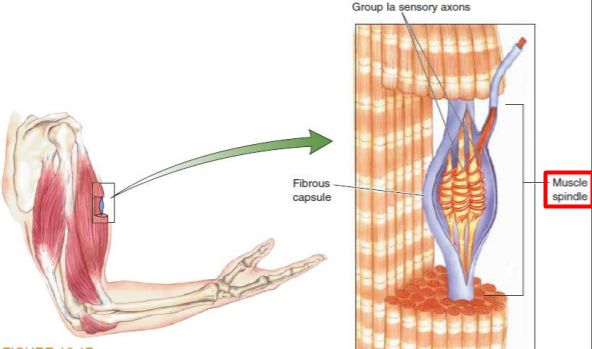 Group Ia sensory axons
Fibrous
capsule
Muscle
spindle